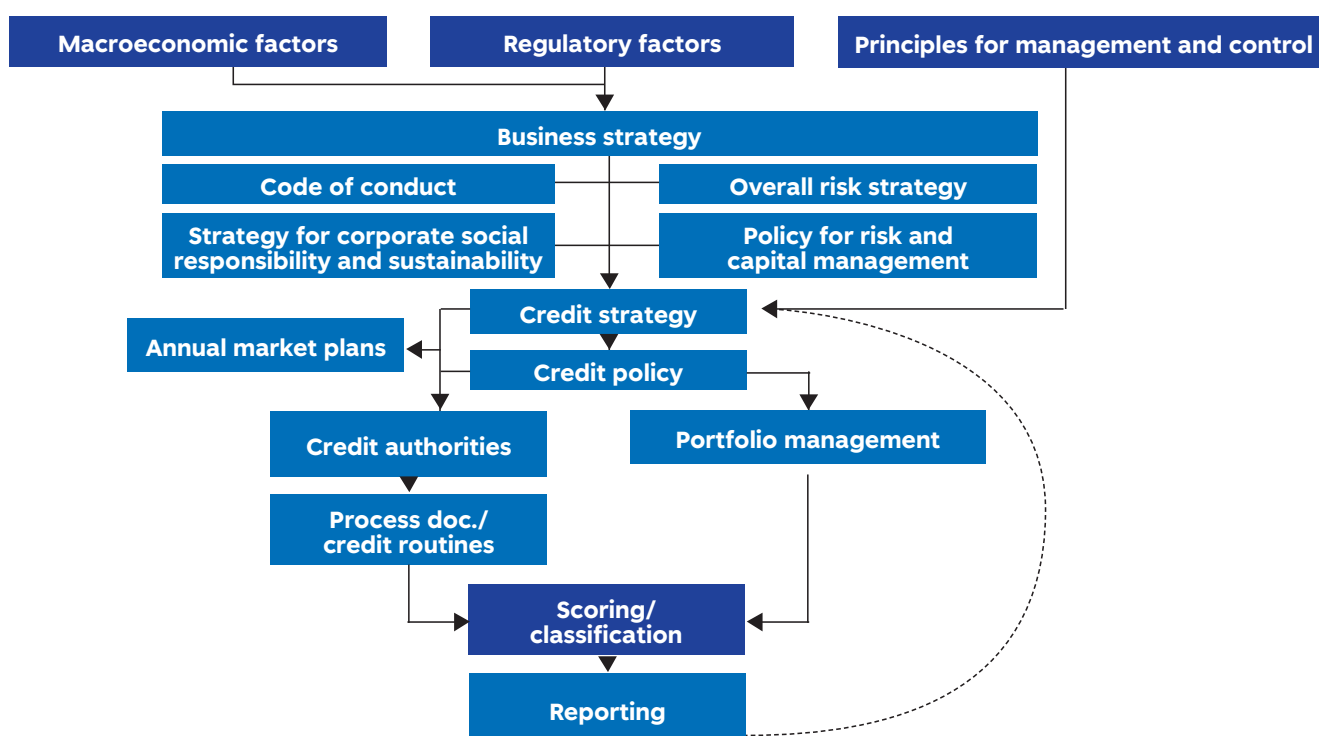 Macroeconomic factors
Regulatory factors
Principles for management and control
Business strategy
Code of conduct
Overall risk strategy
Strategy for corporate social
responsibility and sustainability
Policy for risk and
capital management
Credit strategy
Annual market plans
Credit policy
Credit authorities
Portfolio management
Process doc./
credit routines
Scoring/
classification
Reporting